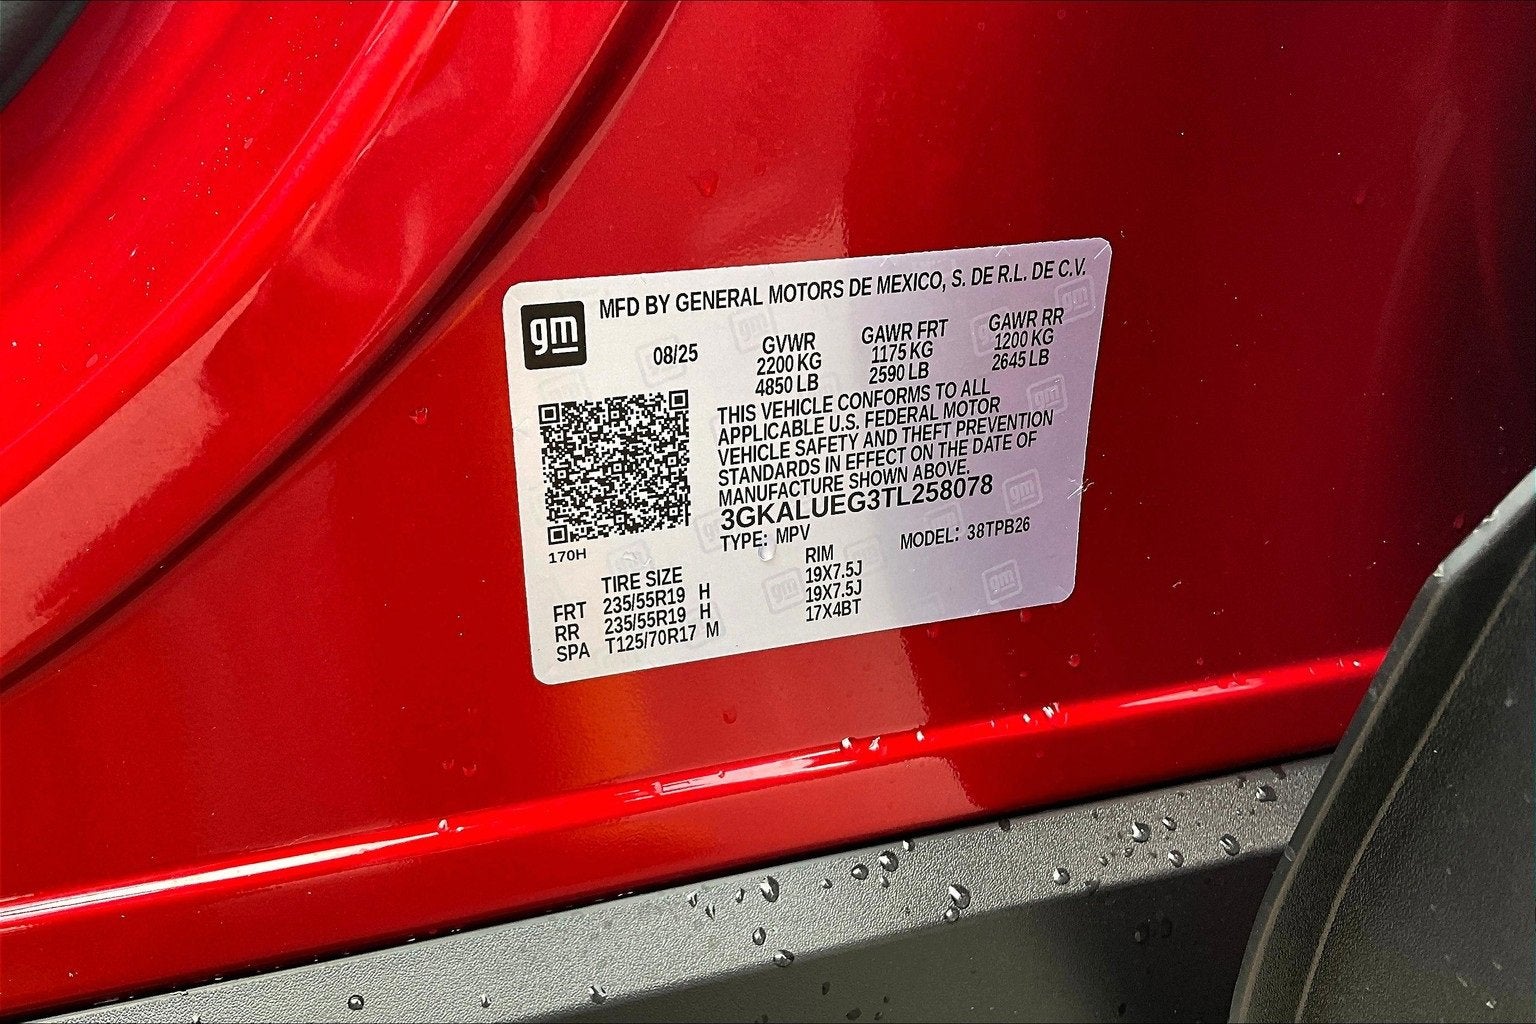 gm
MFD BY GENERAL MOTORS DE MEXICO, S. DE R.L. DE C.V.
08/25
GVWR GAWR FRT GAWR RR
2200 KG 1175 KG 1200 KG
4850 LB 2590 LB 2645 LB
THIS VEHICLE CONFORMS TO ALL
APPLICABLE U.S. FEDERAL MOTOR
VEHICLE SAFETY AND THEFT PREVENTION
STANDARDS IN EFFECT ON THE DATE OF
MANUFACTURE SHOWN ABOVE.
3GKALUEG3TL258078
TYPE: MPV MODEL: 38TPB26
170H
TIRE SIZE RIM
FRT 235/55R19 H 19X7.5J
RR 235/55R19 H 19X7.5J
SPA T125/70R17 M 17X4BT